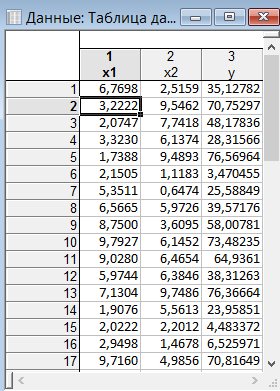 Данные: Таблица да...
1 2 3
x1 x2 y
1 6,7698 2,5159 35,12782
2 3,2222 9,5462 70,75297
3 2,0747 7,7418 48,17836
4 3,3230 6,1374 28,31566
5 1,7388 9,4893 76,56964
6 2,1505 1,1183 3,470455
7 5,3511 0,6474 25,58849
8 6,5665 2,5726 39,57176
9 8,7500 3,6095 58,00781
10 9,7927 6,1452 73,48235
11 9,0280 6,4654 64,9361
12 5,9744 6,3846 38,31263
13 7,1304 9,7486 76,36664
14 1,9076 5,5613 23,95851
15 2,0222 2,2012 4,483372
16 2,9498 1,4678 6,525971
17 9,7160 4,9856 70,81649